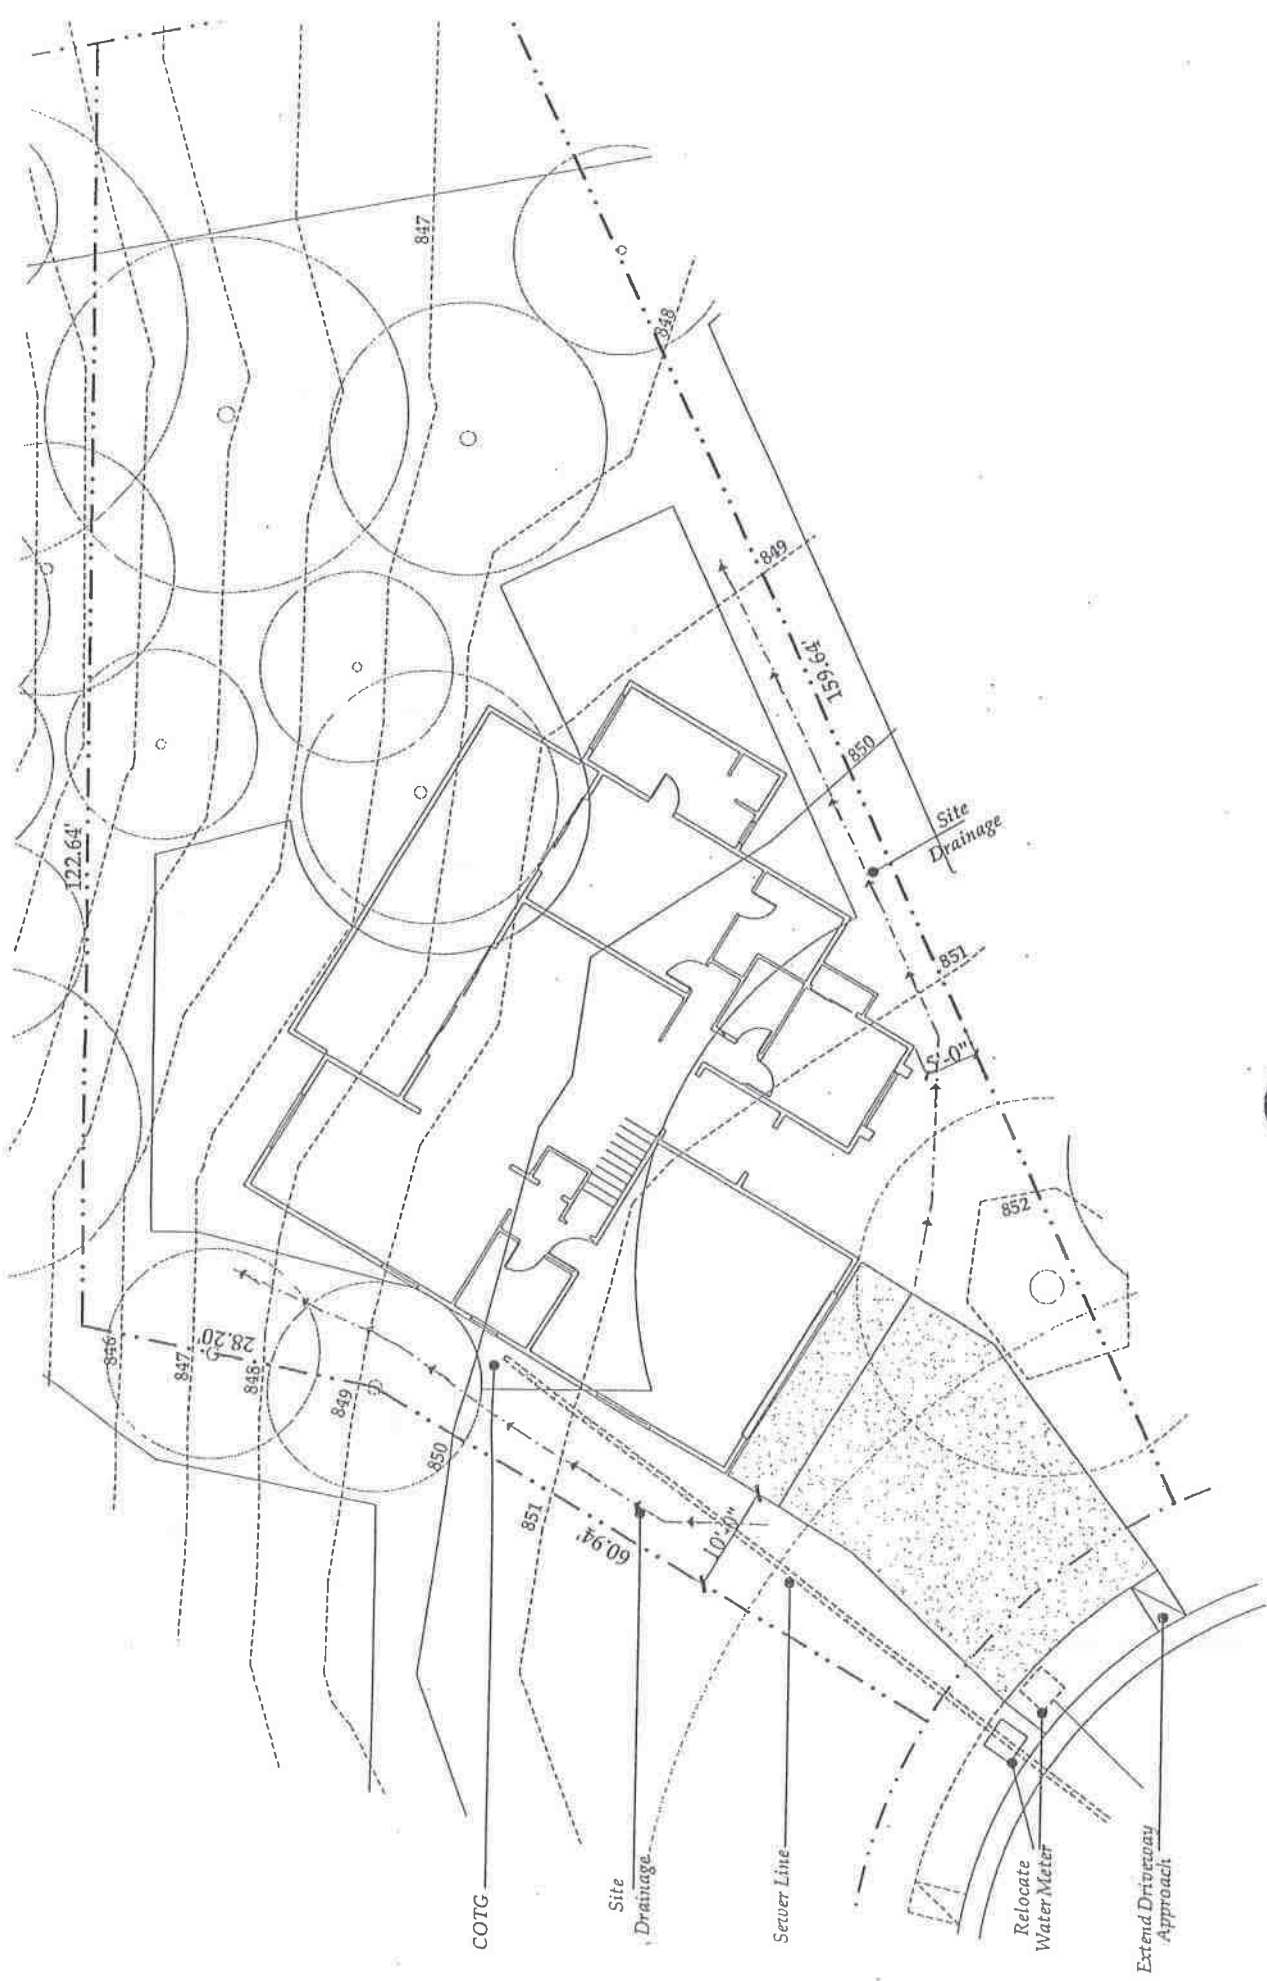 847
848
849
159.64'
850
122.64'
Site
Drainage
851
5'-0"
852
28.20'
846
847
848
849
850
851
60.94'
10'-0"
COTG
Site
Drainage
Sewer Line
Relocate
Water Meter
Extend Driveway
Approach